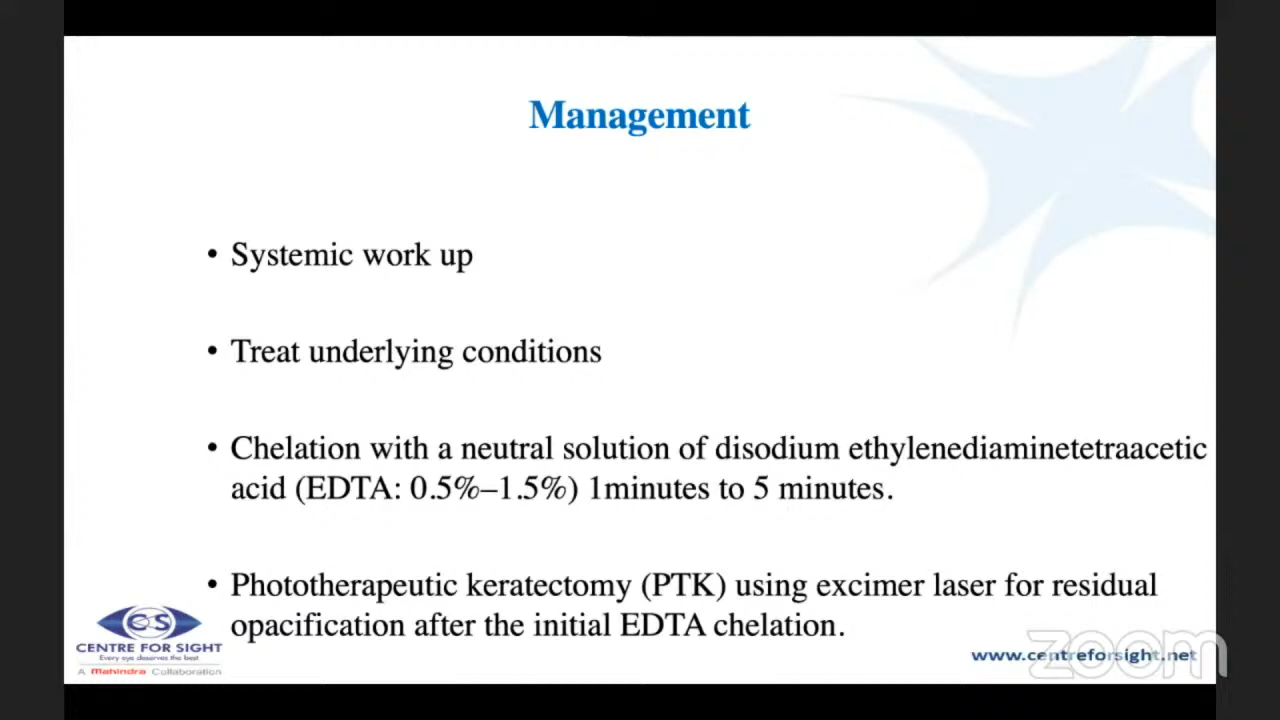 Management
• Systemic work up
• Treat underlying conditions
• Chelation with a neutral solution of disodium ethylenediaminetetraacetic
acid (EDTA: 0.5%–1.5%) 1minutes to 5 minutes.
• Phototherapeutic keratectomy (PTK) using excimer laser for residual
opacification after the initial EDTA chelation.
CS
CENTRE FOR SIGHT
Every eye deserves the best
A Mahindra Collaboration
www.centreforsight.net
zoom